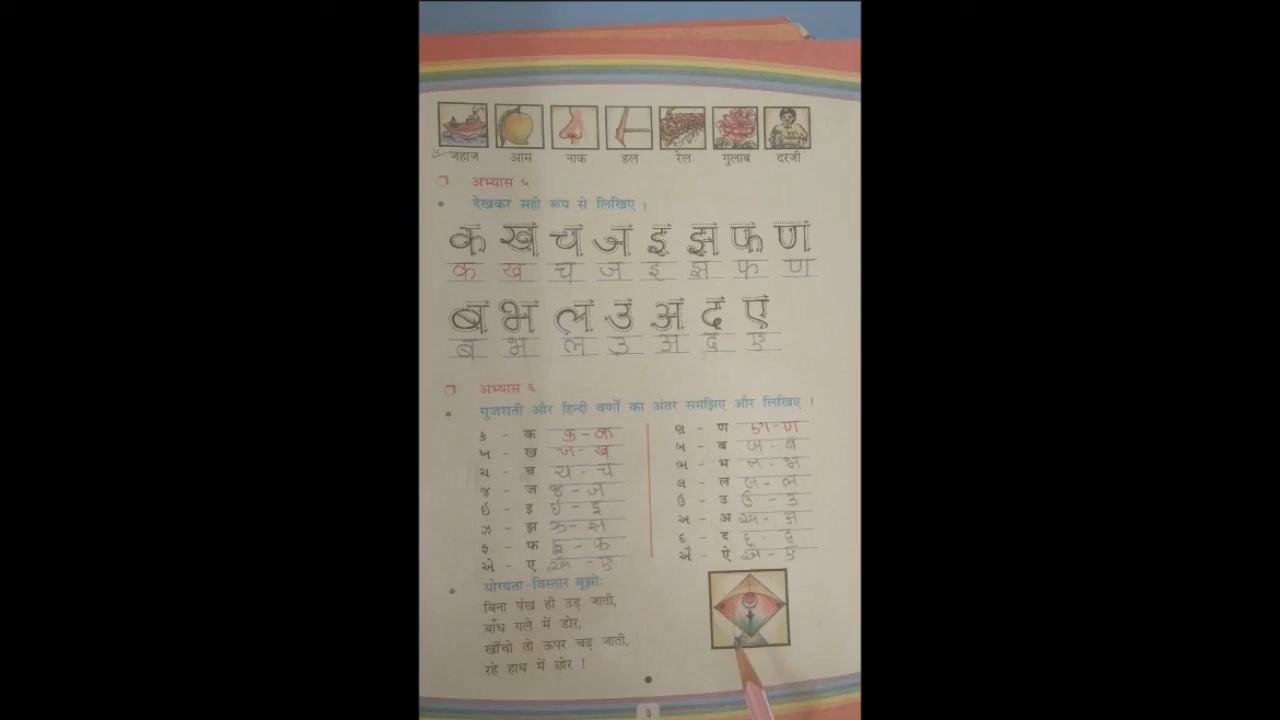 जहाज आम नाक हल रेल गुलाब दरजी
अभ्यास ५
देखकर सही रूप से लिखिए ।
क ख च ज इ झ फ ण
क ख च ज इ झ फ ण
ब भ ल उ अ द ए
ब भ ल उ अ द ए
अभ्यास ६
गुजराती और हिन्दी वर्णों का अंतर समझिए और लिखिए ।
ક - क ક - क
ખ - ख ખ - ख
ચ - च ચ - च
જ - ज જ - ज
ઇ - इ ઇ - इ
ઝ - झ ઝ - झ
ફ - फ ફ - फ
એ - ए એ - ए
ણ - ण ણ - ण
બ - ब બ - ब
ભ - भ ભ - भ
લ - ल લ - ल
ઉ - उ ઉ - उ
અ - अ અ - अ
દ - द દ - द
ઐ - ऐ
योग्यता-विस्तार बूझो:
बिना पंख ही उड़ जाती,
बाँध गले में डोर,
खींचो तो ऊपर चढ़ जाती,
रहे हाथ में छोर !
३